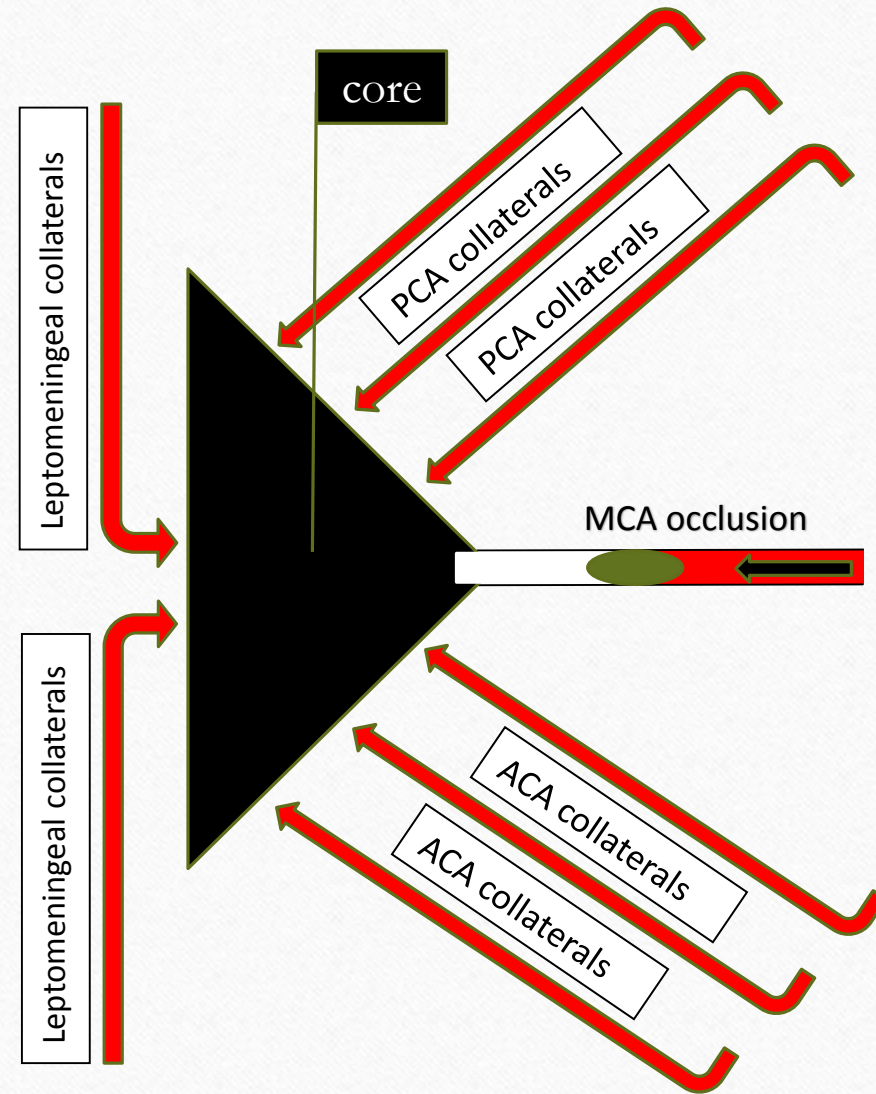 core
Leptomeningeal collaterals
PCA collaterals
PCA collaterals
MCA occlusion
Leptomeningeal collaterals
ACA collaterals
ACA collaterals